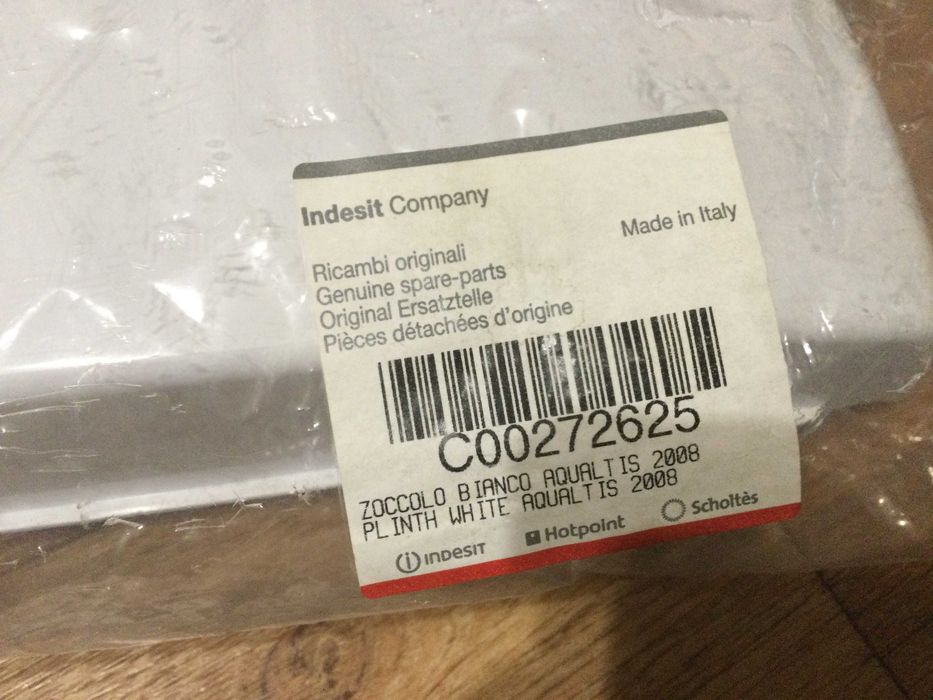 Indesit Company
Made in Italy
Ricambi originali
Genuine spare-parts
Original Ersatztelle
Pièces détachées d'origine
C00272625
ZOCCOLO BIANCO AQUALTIS 2008
PLINTH WHITE AQUALTIS 2008
INDESIT Hotpoint Scholtès